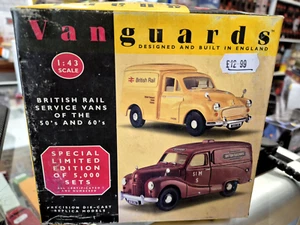 Vanguards
DESIGNED AND BUILT IN ENGLAND
1:43
SCALE
£12.99
British Rail
BRITISH RAIL
SERVICE VANS
OF THE
50's AND 60's
SPECIAL
LIMITED
EDITION
OF 5,000
SETS
PRECISION DIE-CAST
REPLICA MODELS